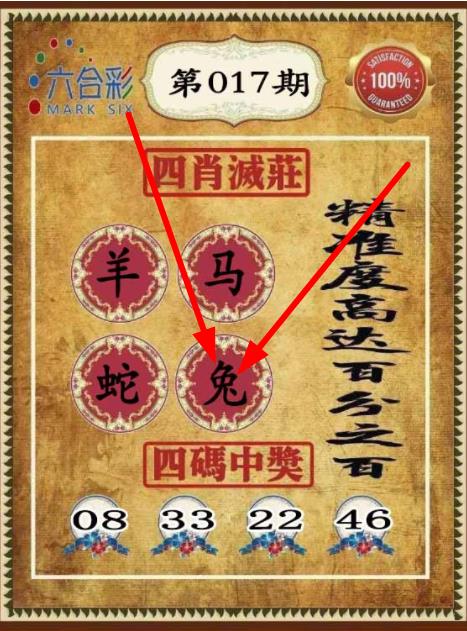 六合彩
MARK SIX
第017期
SATISFACTION
100%
GUARANTEED
四肖滅莊
羊 马
蛇 兔
精准度高达百分之百
四碼中獎
08 33 22 46